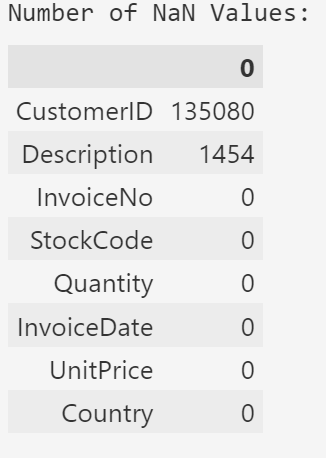 Number of NaN Values:
0
CustomerID 135080
Description 1454
InvoiceNo 0
StockCode 0
Quantity 0
InvoiceDate 0
UnitPrice 0
Country 0